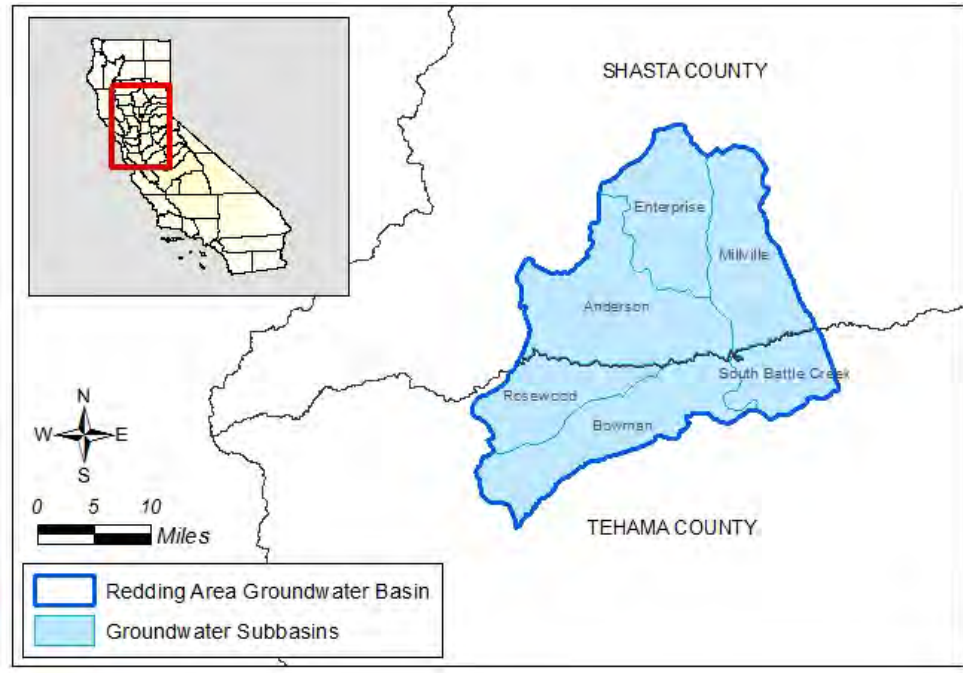 SHASTA COUNTY
Enterprise
Millville
Anderson
South Battle Creek
Rosewood
Bowman
TEHAMA COUNTY
N
W E
S
0 5 10
Miles
Redding Area Groundwater Basin
Groundwater Subbasins